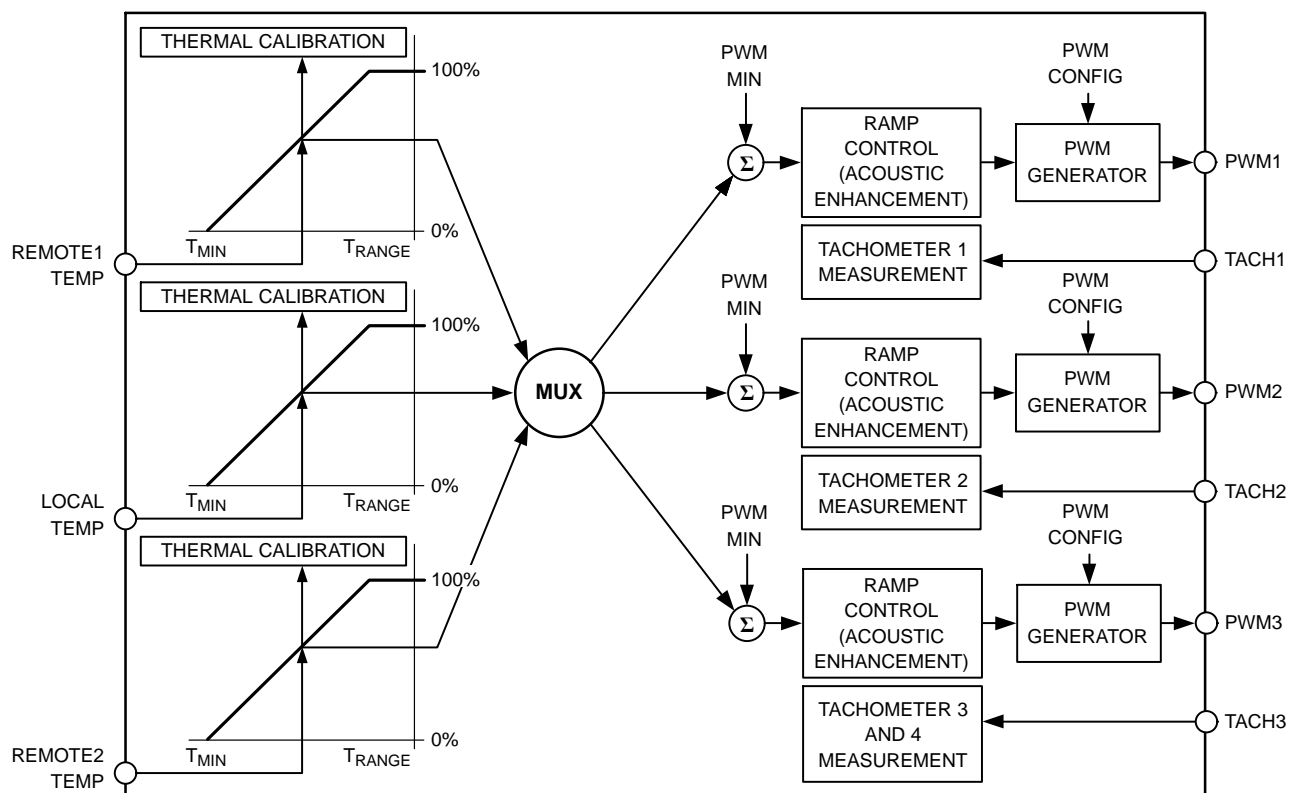 THERMAL CALIBRATION
100%
0%
TMIN
TRANGE
REMOTE1
TEMP
THERMAL CALIBRATION
100%
0%
TMIN
TRANGE
LOCAL
TEMP
THERMAL CALIBRATION
100%
0%
TMIN
TRANGE
REMOTE2
TEMP
MUX
PWM
MIN
Σ
RAMP
CONTROL
(ACOUSTIC
ENHANCEMENT)
PWM
CONFIG
PWM
GENERATOR
PWM1
TACHOMETER 1
MEASUREMENT
TACH1
PWM
MIN
Σ
RAMP
CONTROL
(ACOUSTIC
ENHANCEMENT)
PWM
CONFIG
PWM
GENERATOR
PWM2
TACHOMETER 2
MEASUREMENT
TACH2
PWM
MIN
Σ
RAMP
CONTROL
(ACOUSTIC
ENHANCEMENT)
PWM
CONFIG
PWM
GENERATOR
PWM3
TACHOMETER 3
AND 4
MEASUREMENT
TACH3